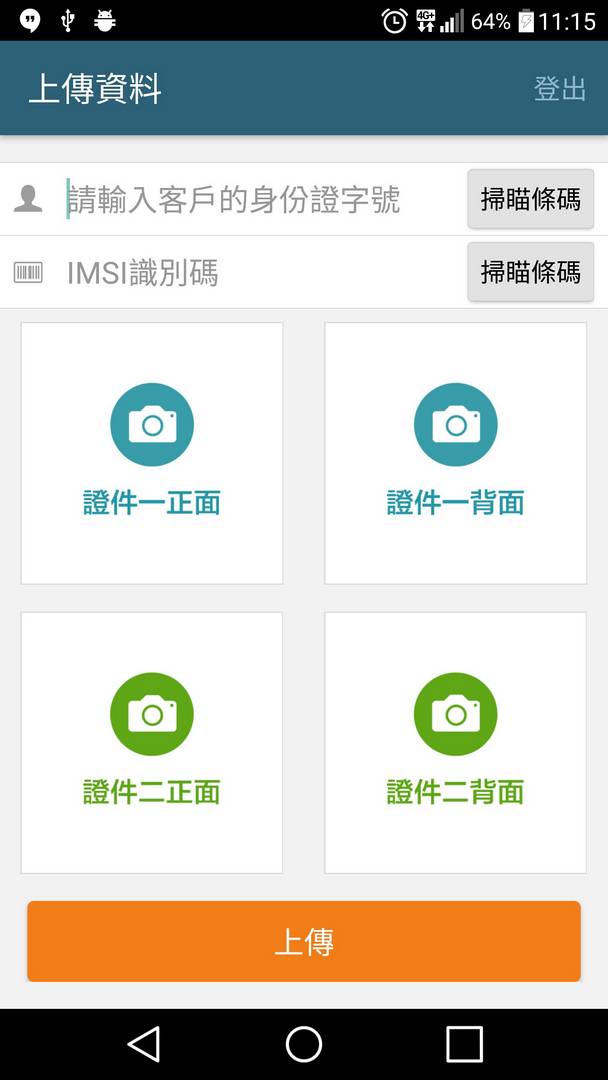 4G+ 64% 11:15
上傳資料 登出
請輸入客戶的身份證字號 掃瞄條碼
IMSI識別碼 掃瞄條碼
證件一正面 證件一背面
證件二正面 證件二背面
上傳